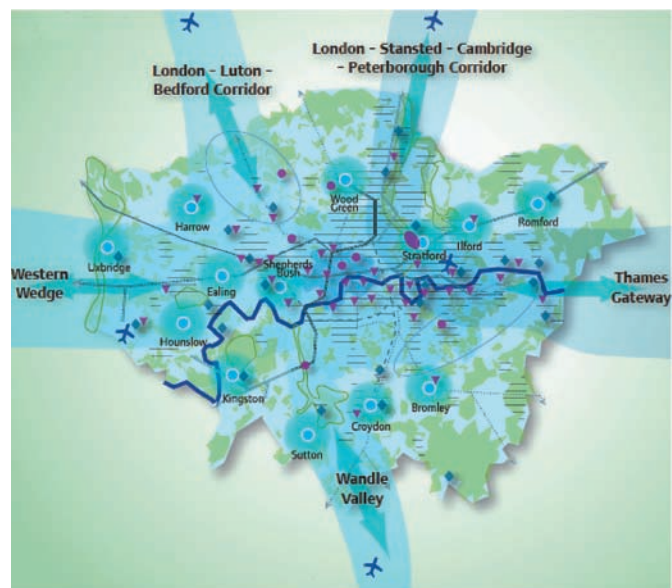 London - Stansted - Cambridge
- Peterborough Corridor
London - Luton -
Bedford Corridor
Wood
Green
Harrow
Romford
Ilford
Stratford
Uxbridge
Shepherds
Bush
Ealing
Western
Wedge
Thames
Gateway
Hounslow
Kingston
Bromley
Croydon
Sutton
Wandle
Valley